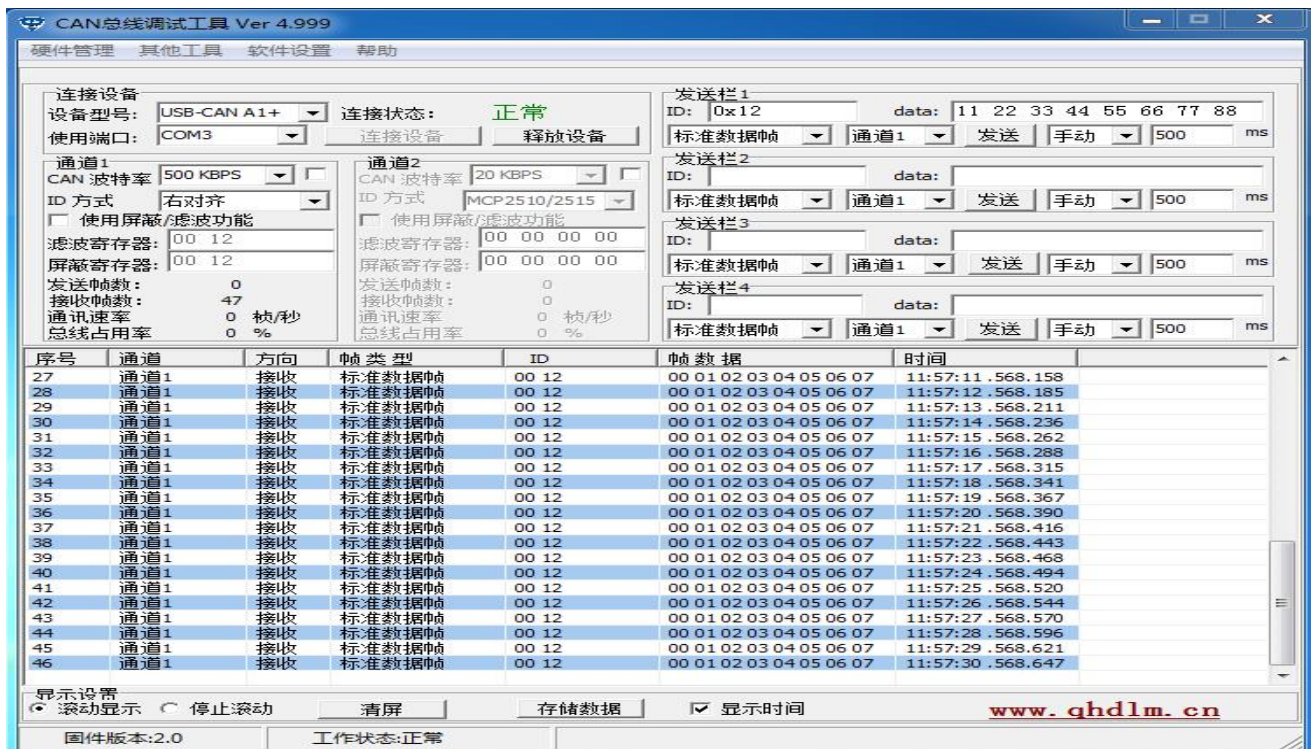 CAN总线调试工具 Ver 4.999
硬件管理 其他工具 软件设置 帮助
连接设备
设备型号: USB-CAN A1+ 连接状态: 正常
使用端口: COM3 连接设备 释放设备
通道1
CAN 波特率 500 KBPS
ID 方式 右对齐
使用屏蔽/滤波功能
滤波寄存器: 00 12
屏蔽寄存器: 00 12
发送帧数: 0
接收帧数: 47
通讯速率 0 桢/秒
总线占用率 0 %
通道2
CAN 波特率 20 KBPS
ID 方式 MCP2510/2515
使用屏蔽/滤波功能
滤波寄存器: 00 00 00 00
屏蔽寄存器: 00 00 00 00
发送帧数: 0
接收帧数: 0
通讯速率 0 桢/秒
总线占用率 0 %
发送栏1
ID: 0x12 data: 11 22 33 44 55 66 77 88
标准数据帧 通道1 发送 手动 500 ms
发送栏2
ID: data:
标准数据帧 通道1 发送 手动 500 ms
发送栏3
ID: data:
标准数据帧 通道1 发送 手动 500 ms
发送栏4
ID: data:
标准数据帧 通道1 发送 手动 500 ms
序号 通道 方向 帧类型 ID 帧数据 时间
27 通道1 接收 标准数据帧 00 12 00 01 02 03 04 05 06 07 11:57:11.568.158
28 通道1 接收 标准数据帧 00 12 00 01 02 03 04 05 06 07 11:57:12.568.185
29 通道1 接收 标准数据帧 00 12 00 01 02 03 04 05 06 07 11:57:13.568.211
30 通道1 接收 标准数据帧 00 12 00 01 02 03 04 05 06 07 11:57:14.568.236
31 通道1 接收 标准数据帧 00 12 00 01 02 03 04 05 06 07 11:57:15.568.262
32 通道1 接收 标准数据帧 00 12 00 01 02 03 04 05 06 07 11:57:16.568.288
33 通道1 接收 标准数据帧 00 12 00 01 02 03 04 05 06 07 11:57:17.568.315
34 通道1 接收 标准数据帧 00 12 00 01 02 03 04 05 06 07 11:57:18.568.341
35 通道1 接收 标准数据帧 00 12 00 01 02 03 04 05 06 07 11:57:19.568.367
36 通道1 接收 标准数据帧 00 12 00 01 02 03 04 05 06 07 11:57:20.568.390
37 通道1 接收 标准数据帧 00 12 00 01 02 03 04 05 06 07 11:57:21.568.416
38 通道1 接收 标准数据帧 00 12 00 01 02 03 04 05 06 07 11:57:22.568.443
39 通道1 接收 标准数据帧 00 12 00 01 02 03 04 05 06 07 11:57:23.568.468
40 通道1 接收 标准数据帧 00 12 00 01 02 03 04 05 06 07 11:57:24.568.494
41 通道1 接收 标准数据帧 00 12 00 01 02 03 04 05 06 07 11:57:25.568.520
42 通道1 接收 标准数据帧 00 12 00 01 02 03 04 05 06 07 11:57:26.568.544
43 通道1 接收 标准数据帧 00 12 00 01 02 03 04 05 06 07 11:57:27.568.570
44 通道1 接收 标准数据帧 00 12 00 01 02 03 04 05 06 07 11:57:28.568.596
45 通道1 接收 标准数据帧 00 12 00 01 02 03 04 05 06 07 11:57:29.568.621
46 通道1 接收 标准数据帧 00 12 00 01 02 03 04 05 06 07 11:57:30.568.647
显示设置
滚动显示 停止滚动 清屏 存储数据 显示时间 www.qhdlm.cn
固件版本:2.0 工作状态:正常